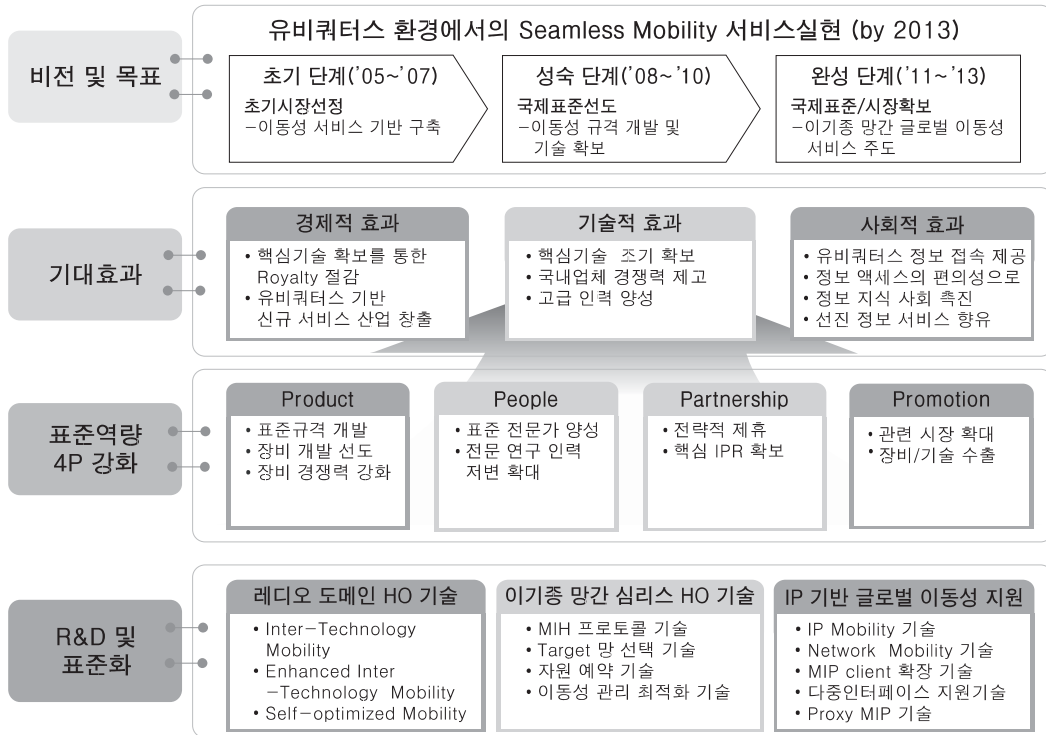 비전 및 목표
유비쿼터스 환경에서의 Seamless Mobility 서비스실현 (by 2013)
초기 단계('05~'07)
초기시장선정
-이동성 서비스 기반 구축
성숙 단계('08~'10)
국제표준선도
-이동성 규격 개발 및
기술 확보
완성 단계('11~'13)
국제표준/시장확보
-이기종 망간 글로벌 이동성
서비스 주도
기대효과
경제적 효과
• 핵심기술 확보를 통한
Royalty 절감
• 유비쿼터스 기반
신규 서비스 산업 창출
기술적 효과
• 핵심기술 조기 확보
• 국내업체 경쟁력 제고
• 고급 인력 양성
사회적 효과
• 유비쿼터스 정보 접속 제공
• 정보 액세스의 편의성으로
• 정보 지식 사회 촉진
• 선진 정보 서비스 향유
표준역량
4P 강화
Product
• 표준규격 개발
• 장비 개발 선도
• 장비 경쟁력 강화
People
• 표준 전문가 양성
• 전문 연구 인력
저변 확대
Partnership
• 전략적 제휴
• 핵심 IPR 확보
Promotion
• 관련 시장 확대
• 장비/기술 수출
R&D 및
표준화
레디오 도메인 HO 기술
• Inter-Technology
Mobility
• Enhanced Inter
-Technology Mobility
• Self-optimized Mobility
이기종 망간 심리스 HO 기술
• MIH 프로토콜 기술
• Target 망 선택 기술
• 자원 예약 기술
• 이동성 관리 최적화 기술
IP 기반 글로벌 이동성 지원
• IP Mobility 기술
• Network Mobility 기술
• MIP client 확장 기술
• 다중인터페이스 지원기술
• Proxy MIP 기술